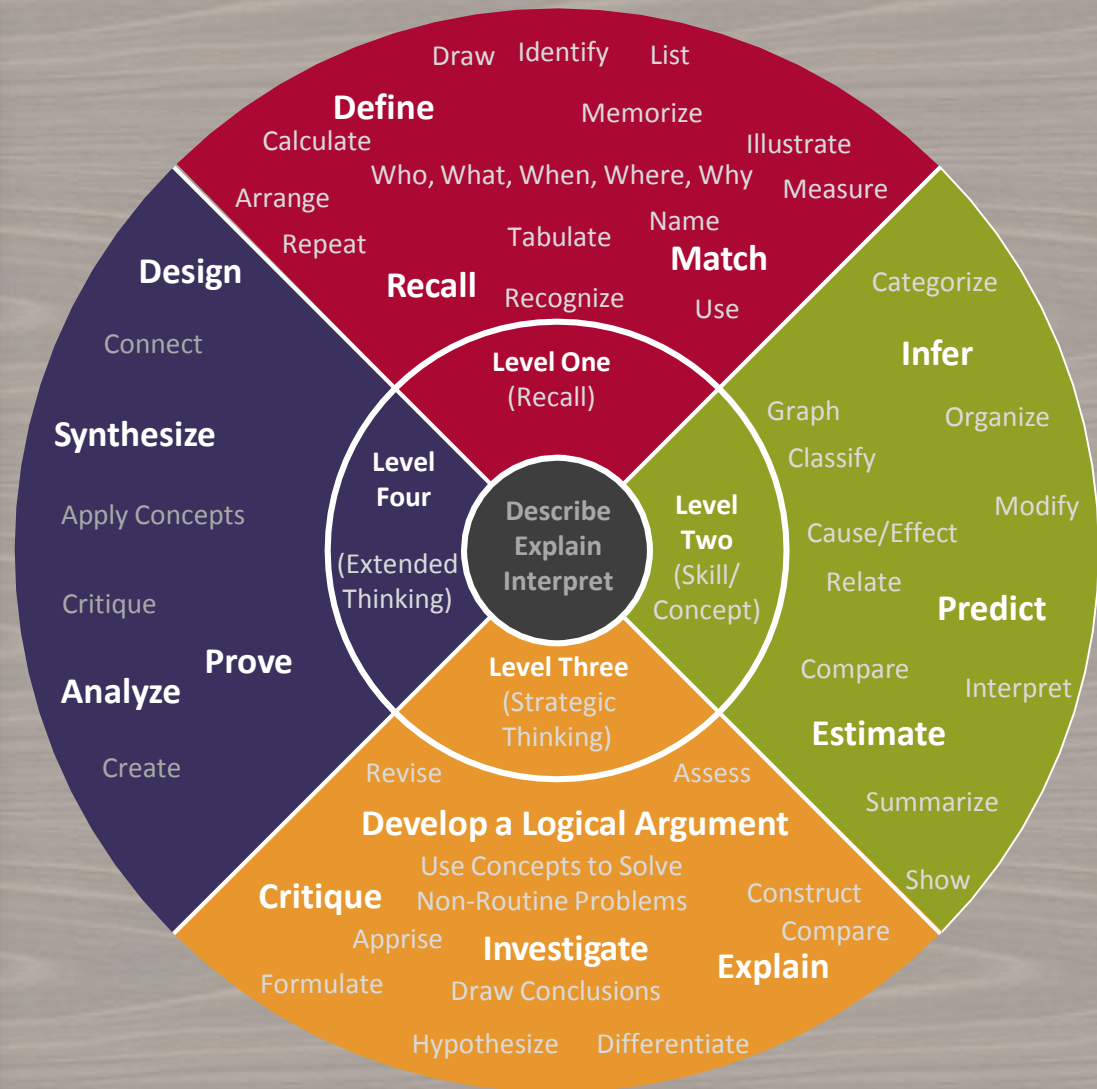 Draw Identify List
Define
Memorize
Calculate
Illustrate
Who, What, When, Where, Why
Measure
Arrange
Name
Repeat
Tabulate
Match
Recall
Recognize
Use
Level One
(Recall)
Categorize
Infer
Graph
Organize
Classify
Modify
Cause/Effect
Relate
Predict
Compare
Interpret
Estimate
Summarize
Show
Level
Two
(Skill/
Concept)
Describe
Explain
Interpret
Level Three
(Strategic
Thinking)
Revise
Assess
Develop a Logical Argument
Use Concepts to Solve
Non-Routine Problems
Critique
Construct
Compare
Apprise
Investigate
Explain
Formulate
Draw Conclusions
Hypothesize
Differentiate
Level
Four
(Extended
Thinking)
Design
Connect
Synthesize
Apply Concepts
Critique
Prove
Analyze
Create